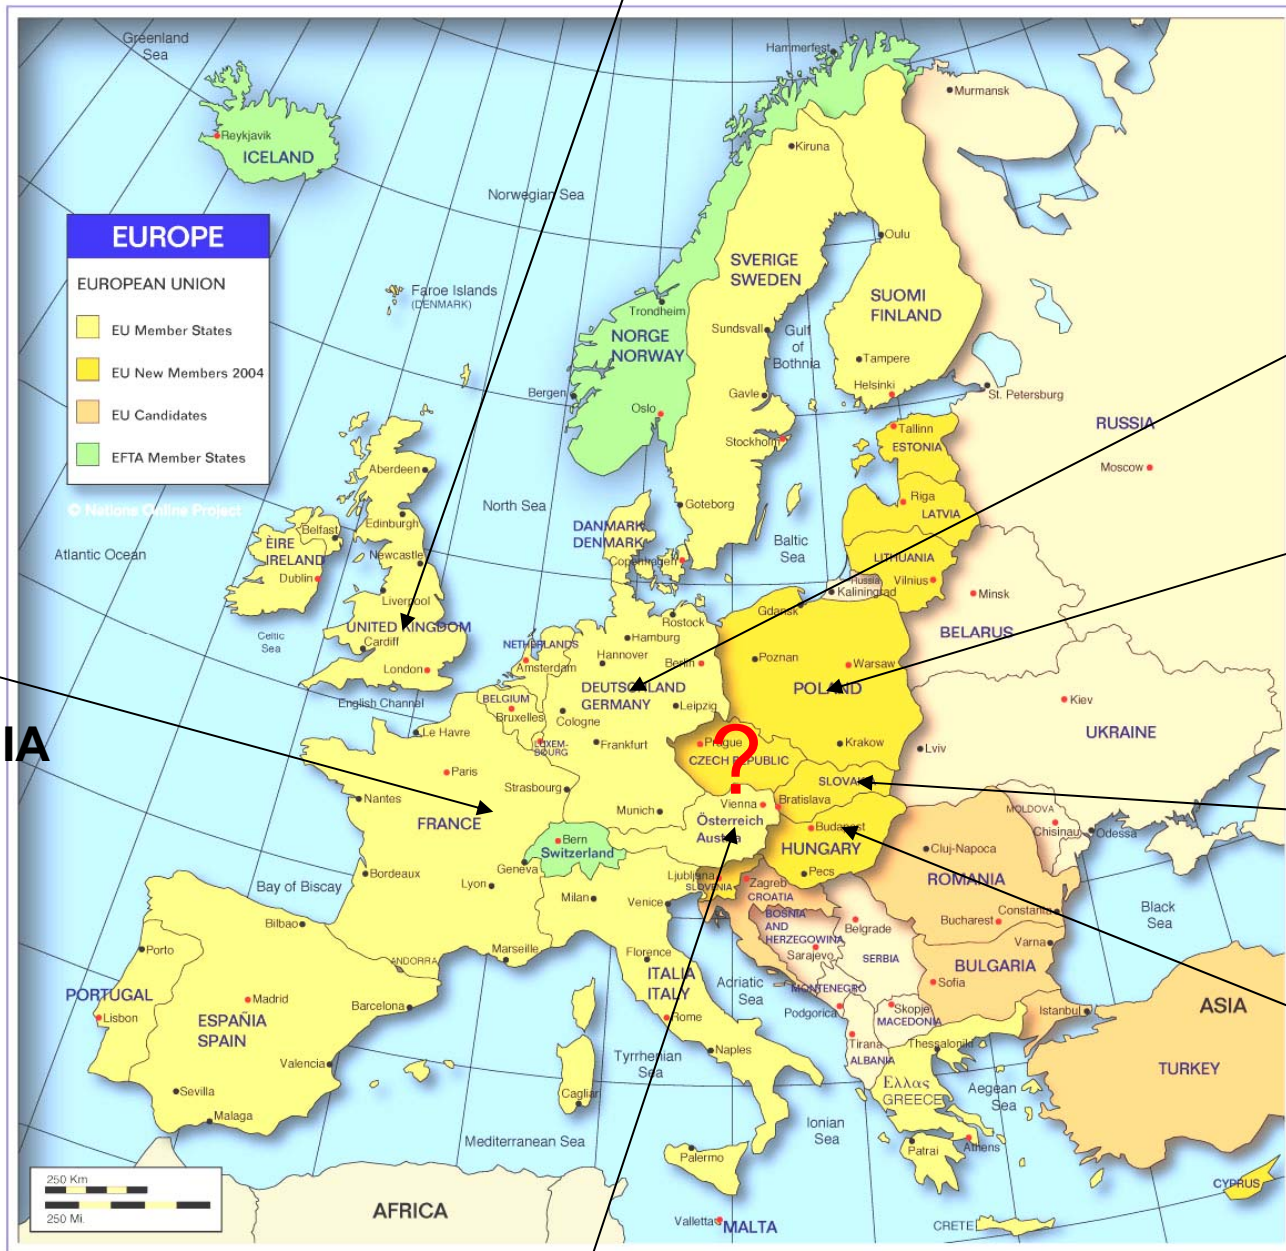 Greenland
Sea
Hammerfest
Murmansk
Reykjavik
ICELAND
Kiruna
Norwegian Sea
EUROPE
EUROPEAN UNION
EU Member States
EU New Members 2004
EU Candidates
EFTA Member States
© Nations Online Project
Oulu
SVERIGE
SWEDEN
Faroe Islands
(DENMARK)
SUOMI
FINLAND
Trondheim
NORGE
NORWAY
Sundsvall
Gulf
of
Bothnia
Tampere
Helsinki
Bergen
Gavle
St. Petersburg
Oslo
Stockholm
Tallinn
ESTONIA
RUSSIA
Moscow
Aberdeen
North Sea
Goteborg
Riga
LATVIA
Edinburgh
DANMARK
DENMARK
Copenhagen
Baltic
Sea
Atlantic Ocean
Belfast
ÈIRE
IRELAND
Dublin
Newcastle
Liverpool
LITHUANIA
Vilnius
Russia
Kaliningrad
Minsk
BELARUS
Celtic
Sea
UNITED KINGDOM
Cardiff
London
Gdansk
Rostock
Hamburg
NETHERLANDS
Amsterdam
Hannover
Berlin
Poznan
Warsaw
POLAND
DEUTSCHLAND
GERMANY
Leipzig
English Channel
BELGIUM
Bruxelles
Cologne
Kiev
UKRAINE
IA
Le Havre
LUXEM-
BOURG
Frankfurt
Prague
?
CZECH REPUBLIC
Krakow
Lviv
Paris
Strasbourg
SLOVAKIA
Nantes
Munich
Vienna
Bratislava
FRANCE
Österreich
Austria
Budapest
HUNGARY
MOLDOVA
Chisinau
Odessa
Bern
Switzerland
Geneva
Cluj-Napoca
Bay of Biscay
Bordeaux
Lyon
Milan
Venice
Ljubljana
SLOVENIA
Zagreb
CROATIA
Pecs
ROMANIA
Bilbao
BOSNIA
AND
HERZEGOWINA
Sarajevo
Belgrade
Bucharest
Constanta
Black
Sea
Porto
Marseille
Florence
SERBIA
Varna
ANDORRA
ITALIA
ITALY
Adriatic
Sea
MONTENEGRO
BULGARIA
Sofia
PORTUGAL
Lisbon
Madrid
Barcelona
Rome
Podgorica
Skopje
MACEDONIA
Istanbul
ASIA
ESPAÑIA
SPAIN
Valencia
Tyrrhenian
Sea
Naples
Tirana
ALBANIA
Thessaloniki
TURKEY
Sevilla
Malaga
Cagliari
Ελλας
GREECE
Aegean
Sea
Mediterranean Sea
Palermo
Ionian
Sea
Patrai
Athens
250 Km
250 Mi.
AFRICA
Valletta
MALTA
CRETE
CYPRUS